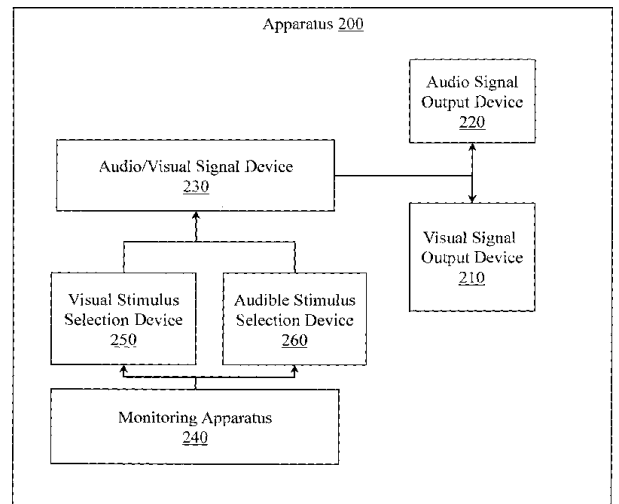 Apparatus 200
Audio Signal
Output Device
220
Audio/Visual Signal Device
230
Visual Signal
Output Device
210
Visual Stimulus
Selection Device
250
Audible Stimulus
Selection Device
260
Monitoring Apparatus
240